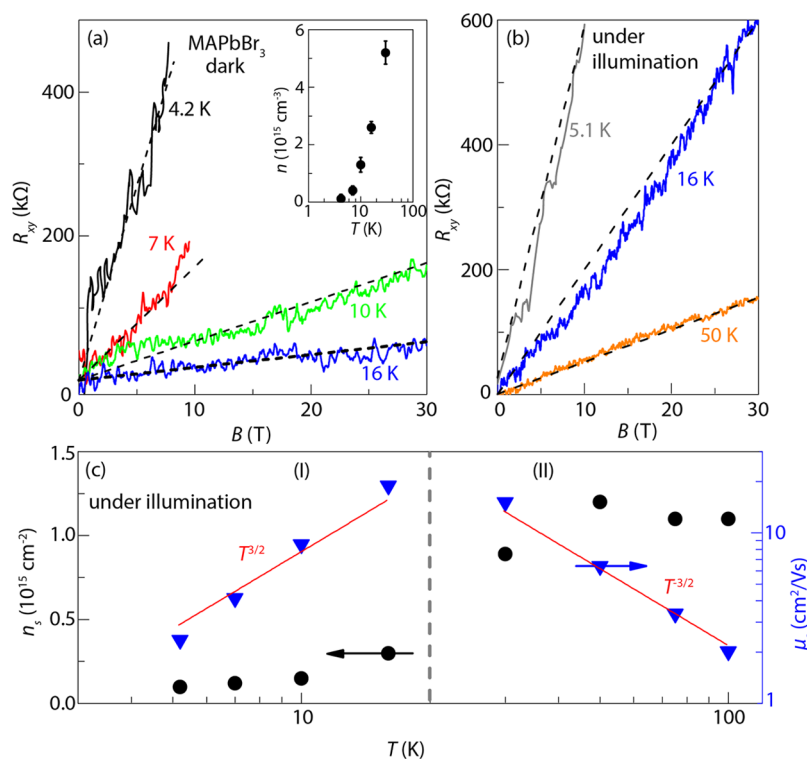 (a)
MAPbBr3
dark
4.2 K
7 K
10 K
16 K
400
200
0
Rxy (kΩ)
0
10
20
30
B (T)
6
4
2
0
n (10^15 cm^-3)
1
10
100
T (K)
(b)
under
illumination
5.1 K
16 K
50 K
600
400
200
0
Rxy (kΩ)
0
10
20
30
B (T)
(c)
(I)
(II)
under illumination
T^3/2
T^-3/2
1.5
1.0
0.5
0.0
ns (10^15 cm^-2)
10
100
T (K)
10
1
μ (cm^2/Vs)